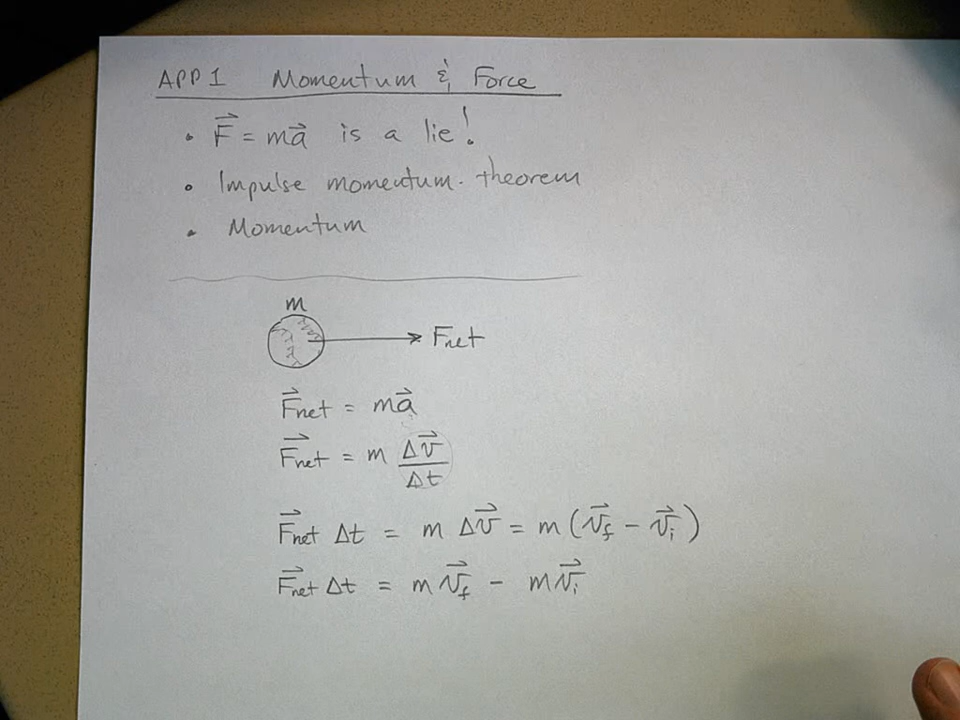 APP 1 Momentum & Force
• F⃗ = ma⃗ is a lie!
• Impulse momentum. theorem
• Momentum
m
Fnet
F⃗net = ma⃗
F⃗net = m Δv⃗/Δt
F⃗net Δt = m Δv⃗ = m (v⃗f − v⃗i)
F⃗net Δt = m v⃗f − m v⃗i